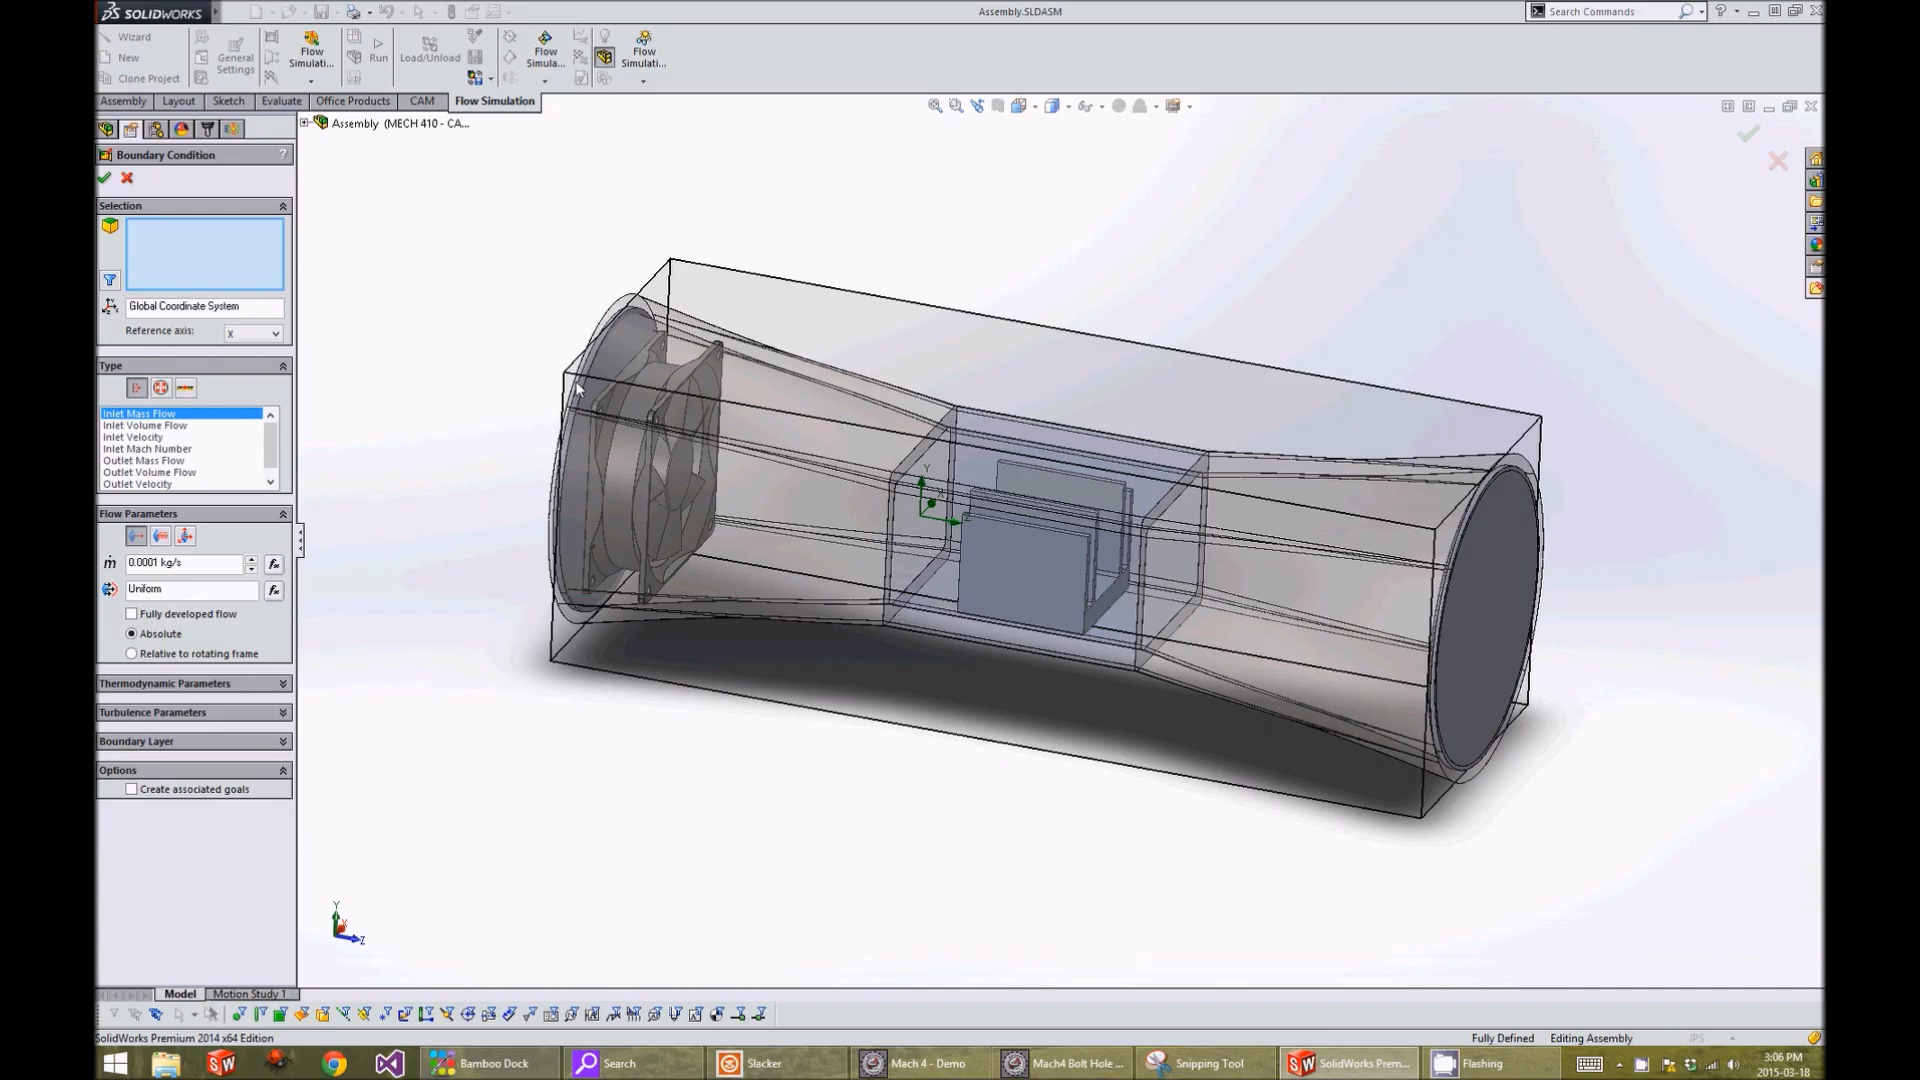 SOLIDWORKS
Assembly.SLDASM
Search Commands
Wizard
New
Clone Project
General
Settings
Flow
Simulati...
Run
Load/Unload
Flow
Simula...
Flow
Simulati...
Assembly
Layout
Sketch
Evaluate
Office Products
CAM
Flow Simulation
Assembly (MECH 410 - CA...
Boundary Condition
?
Selection
Global Coordinate System
Reference axis:
X
Type
Inlet Mass Flow
Inlet Volume Flow
Inlet Velocity
Inlet Mach Number
Outlet Mass Flow
Outlet Volume Flow
Outlet Velocity
Flow Parameters
ṁ
0.0001 kg/s
Uniform
Fully developed flow
Absolute
Relative to rotating frame
Thermodynamic Parameters
Turbulence Parameters
Boundary Layer
Options
Create associated goals
Y
Z
Y
X
Z
Model
Motion Study 1
SolidWorks Premium 2014 x64 Edition
Fully Defined
Editing Assembly
IPS
Bamboo Dock
Search
Slacker
Mach 4 - Demo
Mach4 Bolt Hole ...
Snipping Tool
SolidWorks Prem...
Flashing
3:06 PM
2015-03-18